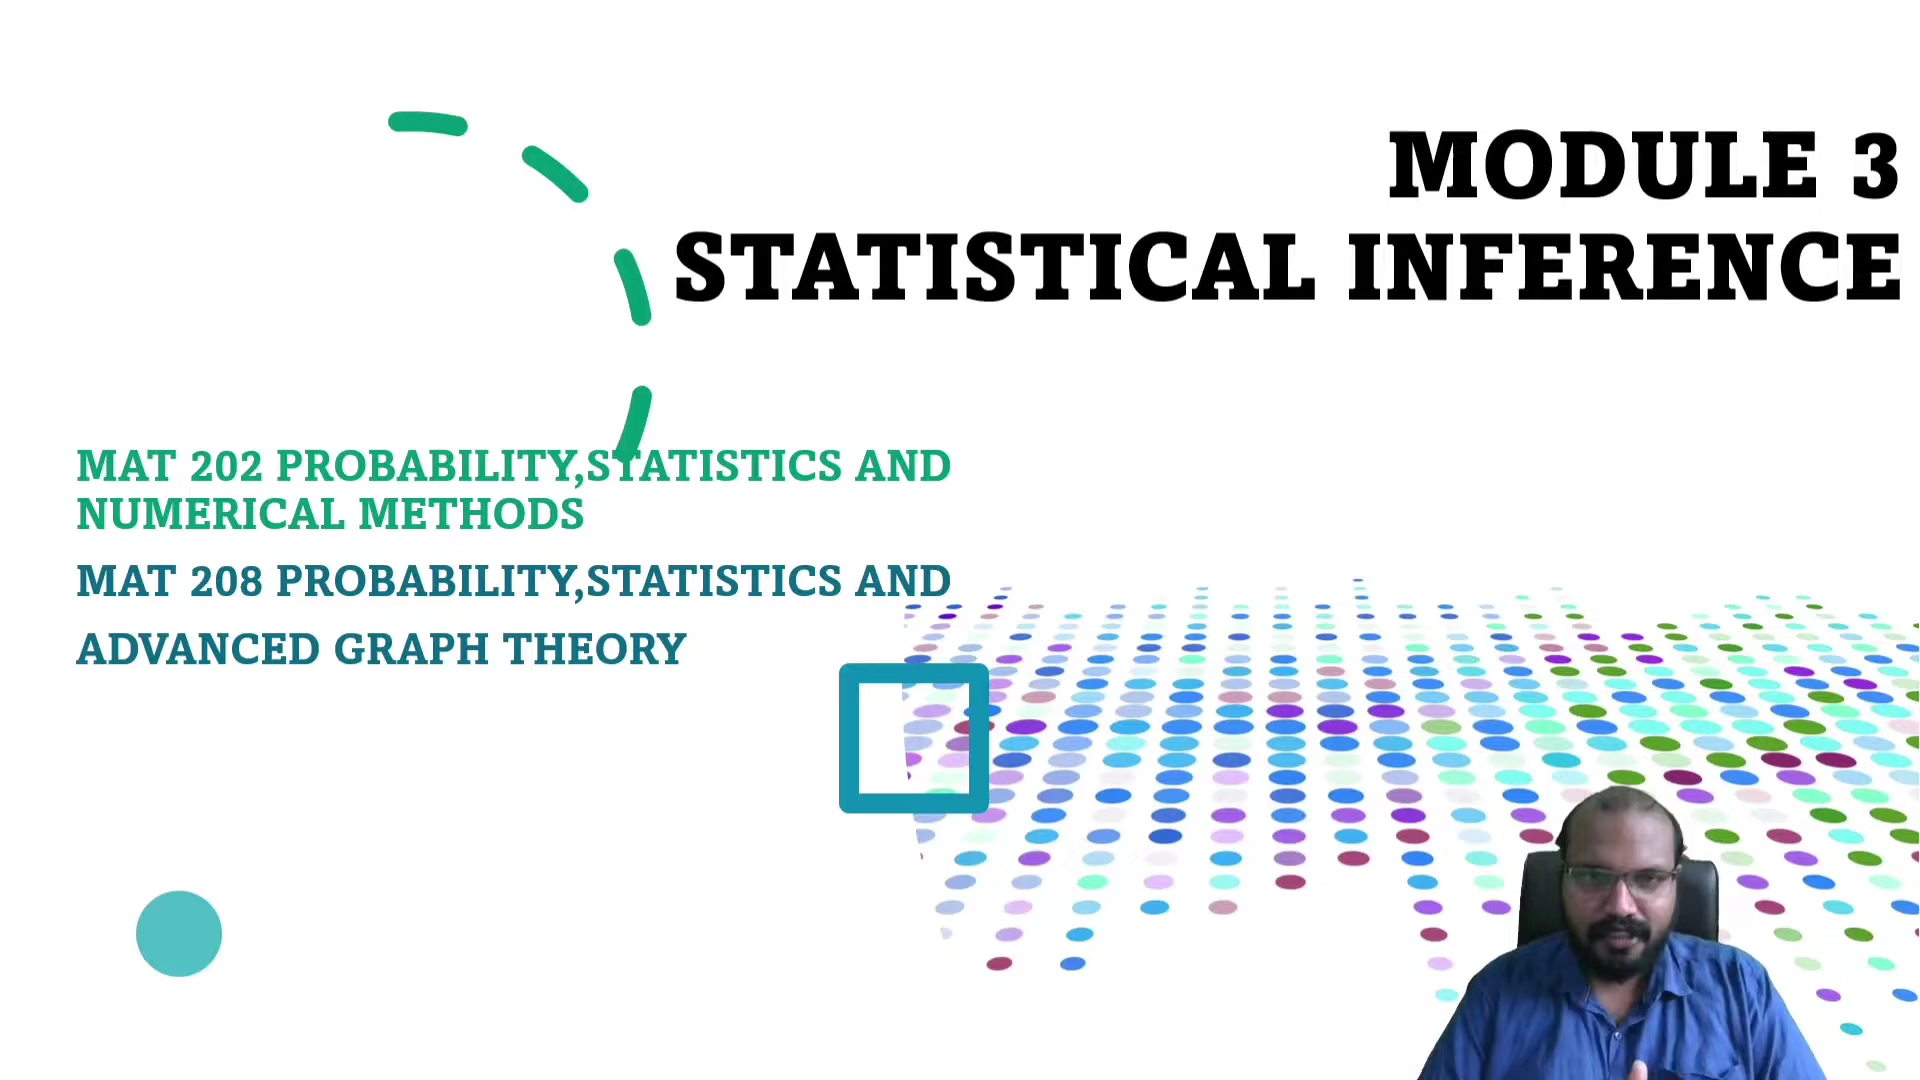 MODULE 3
STATISTICAL INFERENCE
MAT 202 PROBABILITY,STATISTICS AND
NUMERICAL METHODS
MAT 208 PROBABILITY,STATISTICS AND
ADVANCED GRAPH THEORY